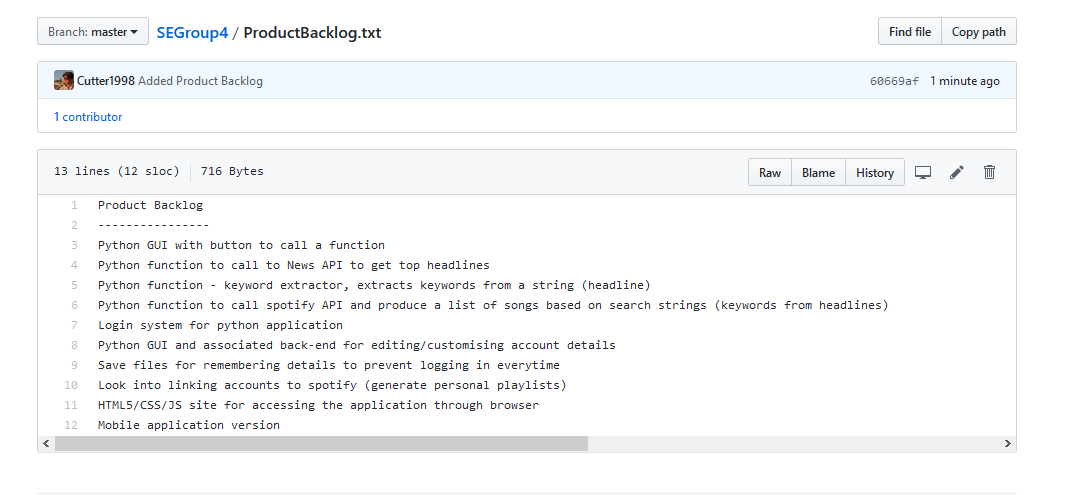 Branch: master
SEGroup4 / ProductBacklog.txt
Find file
Copy path
Cutter1998 Added Product Backlog
60669af 1 minute ago
1 contributor
13 lines (12 sloc) 716 Bytes
Raw
Blame
History
1 Product Backlog
2 ----------------
3 Python GUI with button to call a function
4 Python function to call to News API to get top headlines
5 Python function - keyword extractor, extracts keywords from a string (headline)
6 Python function to call spotify API and produce a list of songs based on search strings (keywords from headlines)
7 Login system for python application
8 Python GUI and associated back-end for editing/customising account details
9 Save files for remembering details to prevent logging in everytime
10 Look into linking accounts to spotify (generate personal playlists)
11 HTML5/CSS/JS site for accessing the application through browser
12 Mobile application version